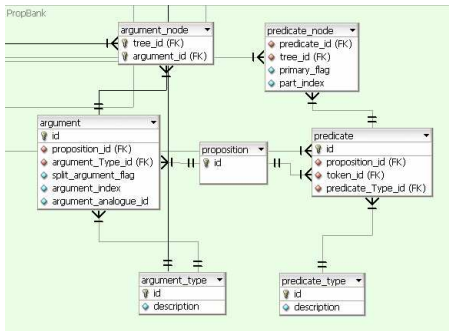 PropBank
argument_node
tree_id (FK)
argument_id (FK)
predicate_node
predicate_id (FK)
tree_id (FK)
primary_flag
part_index
argument
id
proposition_id (FK)
argument_Type_id (FK)
split_argument_flag
argument_index
argument_analogue_id
proposition
id
predicate
id
proposition_id (FK)
token_id (FK)
predicate_Type_id (FK)
argument_type
id
description
predicate_type
id
description